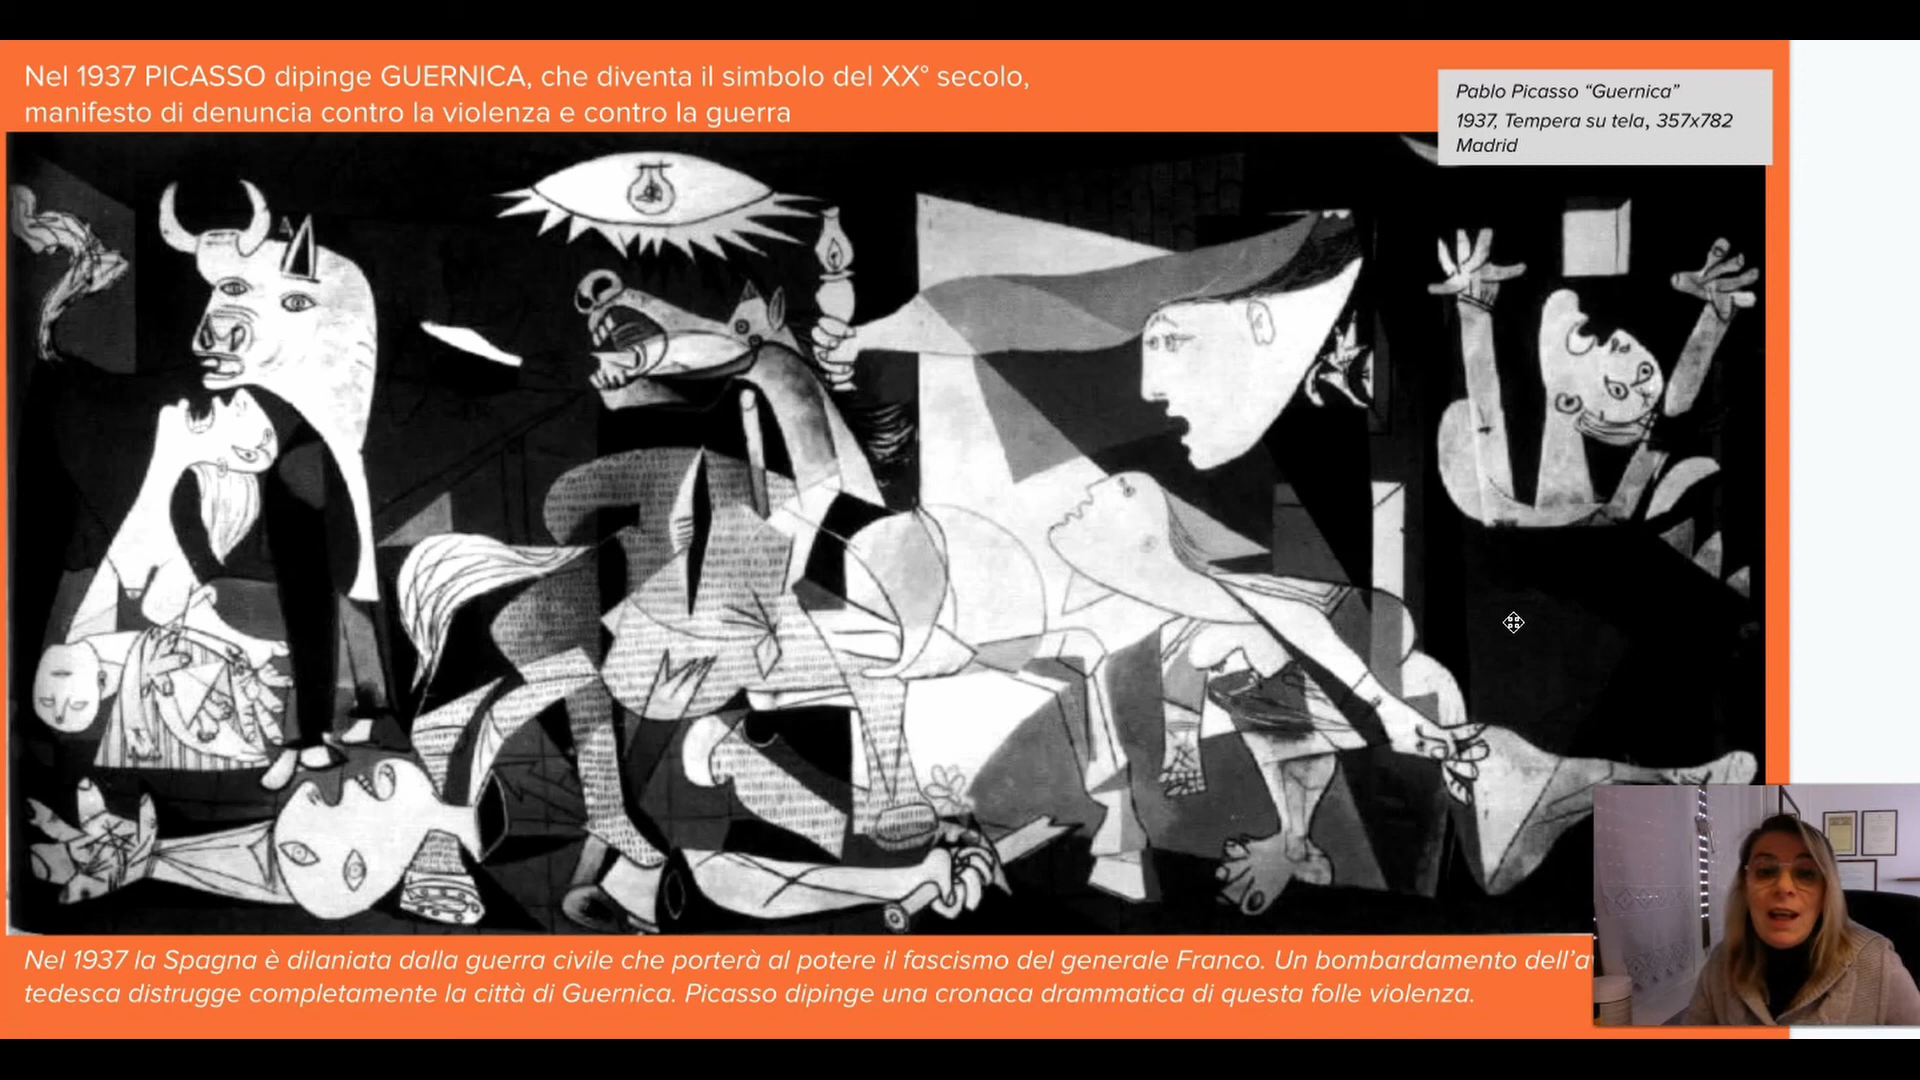 Nel 1937 PICASSO dipinge GUERNICA, che diventa il simbolo del XX° secolo,
manifesto di denuncia contro la violenza e contro la guerra
Pablo Picasso “Guernica”
1937, Tempera su tela, 357x782
Madrid
Nel 1937 la Spagna è dilaniata dalla guerra civile che porterà al potere il fascismo del generale Franco. Un bombardamento dell’a
tedesca distrugge completamente la città di Guernica. Picasso dipinge una cronaca drammatica di questa folle violenza.